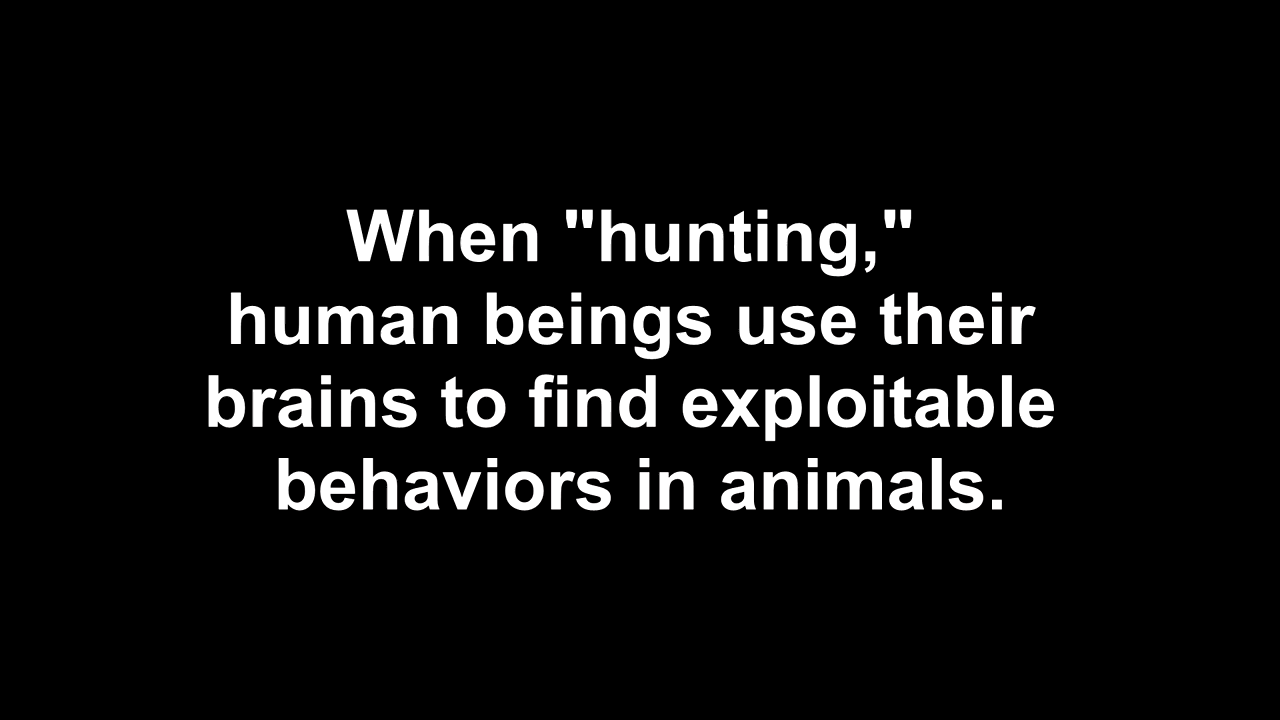 When "hunting,"
human beings use their
brains to find exploitable
behaviors in animals.